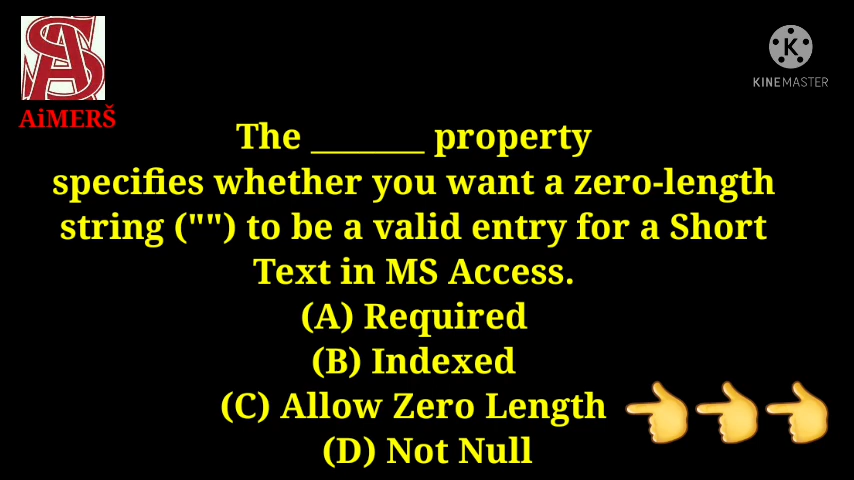 AiMERŠ
KINEMASTER
The ______ property
specifies whether you want a zero-length
string ("") to be a valid entry for a Short
Text in MS Access.
(A) Required
(B) Indexed
(C) Allow Zero Length
(D) Not Null